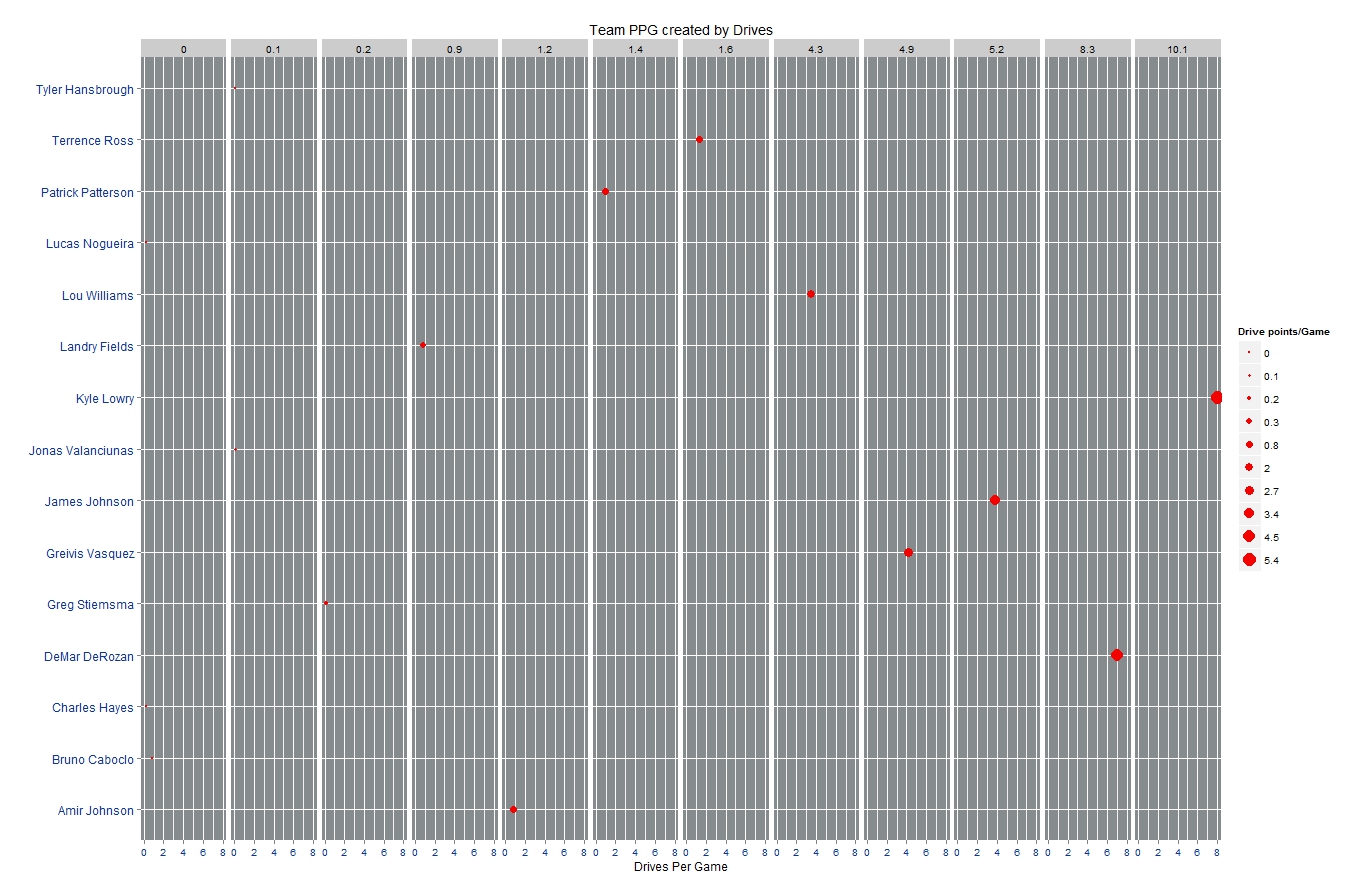 Team PPG created by Drives
0 0.1 0.2 0.9 1.2 1.4 1.6 4.3 4.9 5.2 8.3 10.1
Tyler Hansbrough
Terrence Ross
Patrick Patterson
Lucas Nogueira
Lou Williams
Landry Fields
Kyle Lowry
Jonas Valanciunas
James Johnson
Greivis Vasquez
Greg Stiemsma
DeMar DeRozan
Charles Hayes
Bruno Caboclo
Amir Johnson
0 2 4 6 8 0 2 4 6 8 0 2 4 6 8 0 2 4 6 8 0 2 4 6 8 0 2 4 6 8 0 2 4 6 8 0 2 4 6 8 0 2 4 6 8 0 2 4 6 8 0 2 4 6 8 0 2 4 6 8
Drives Per Game
Drive points/Game
0
0.1
0.2
0.3
0.8
2
2.7
3.4
4.5
5.4